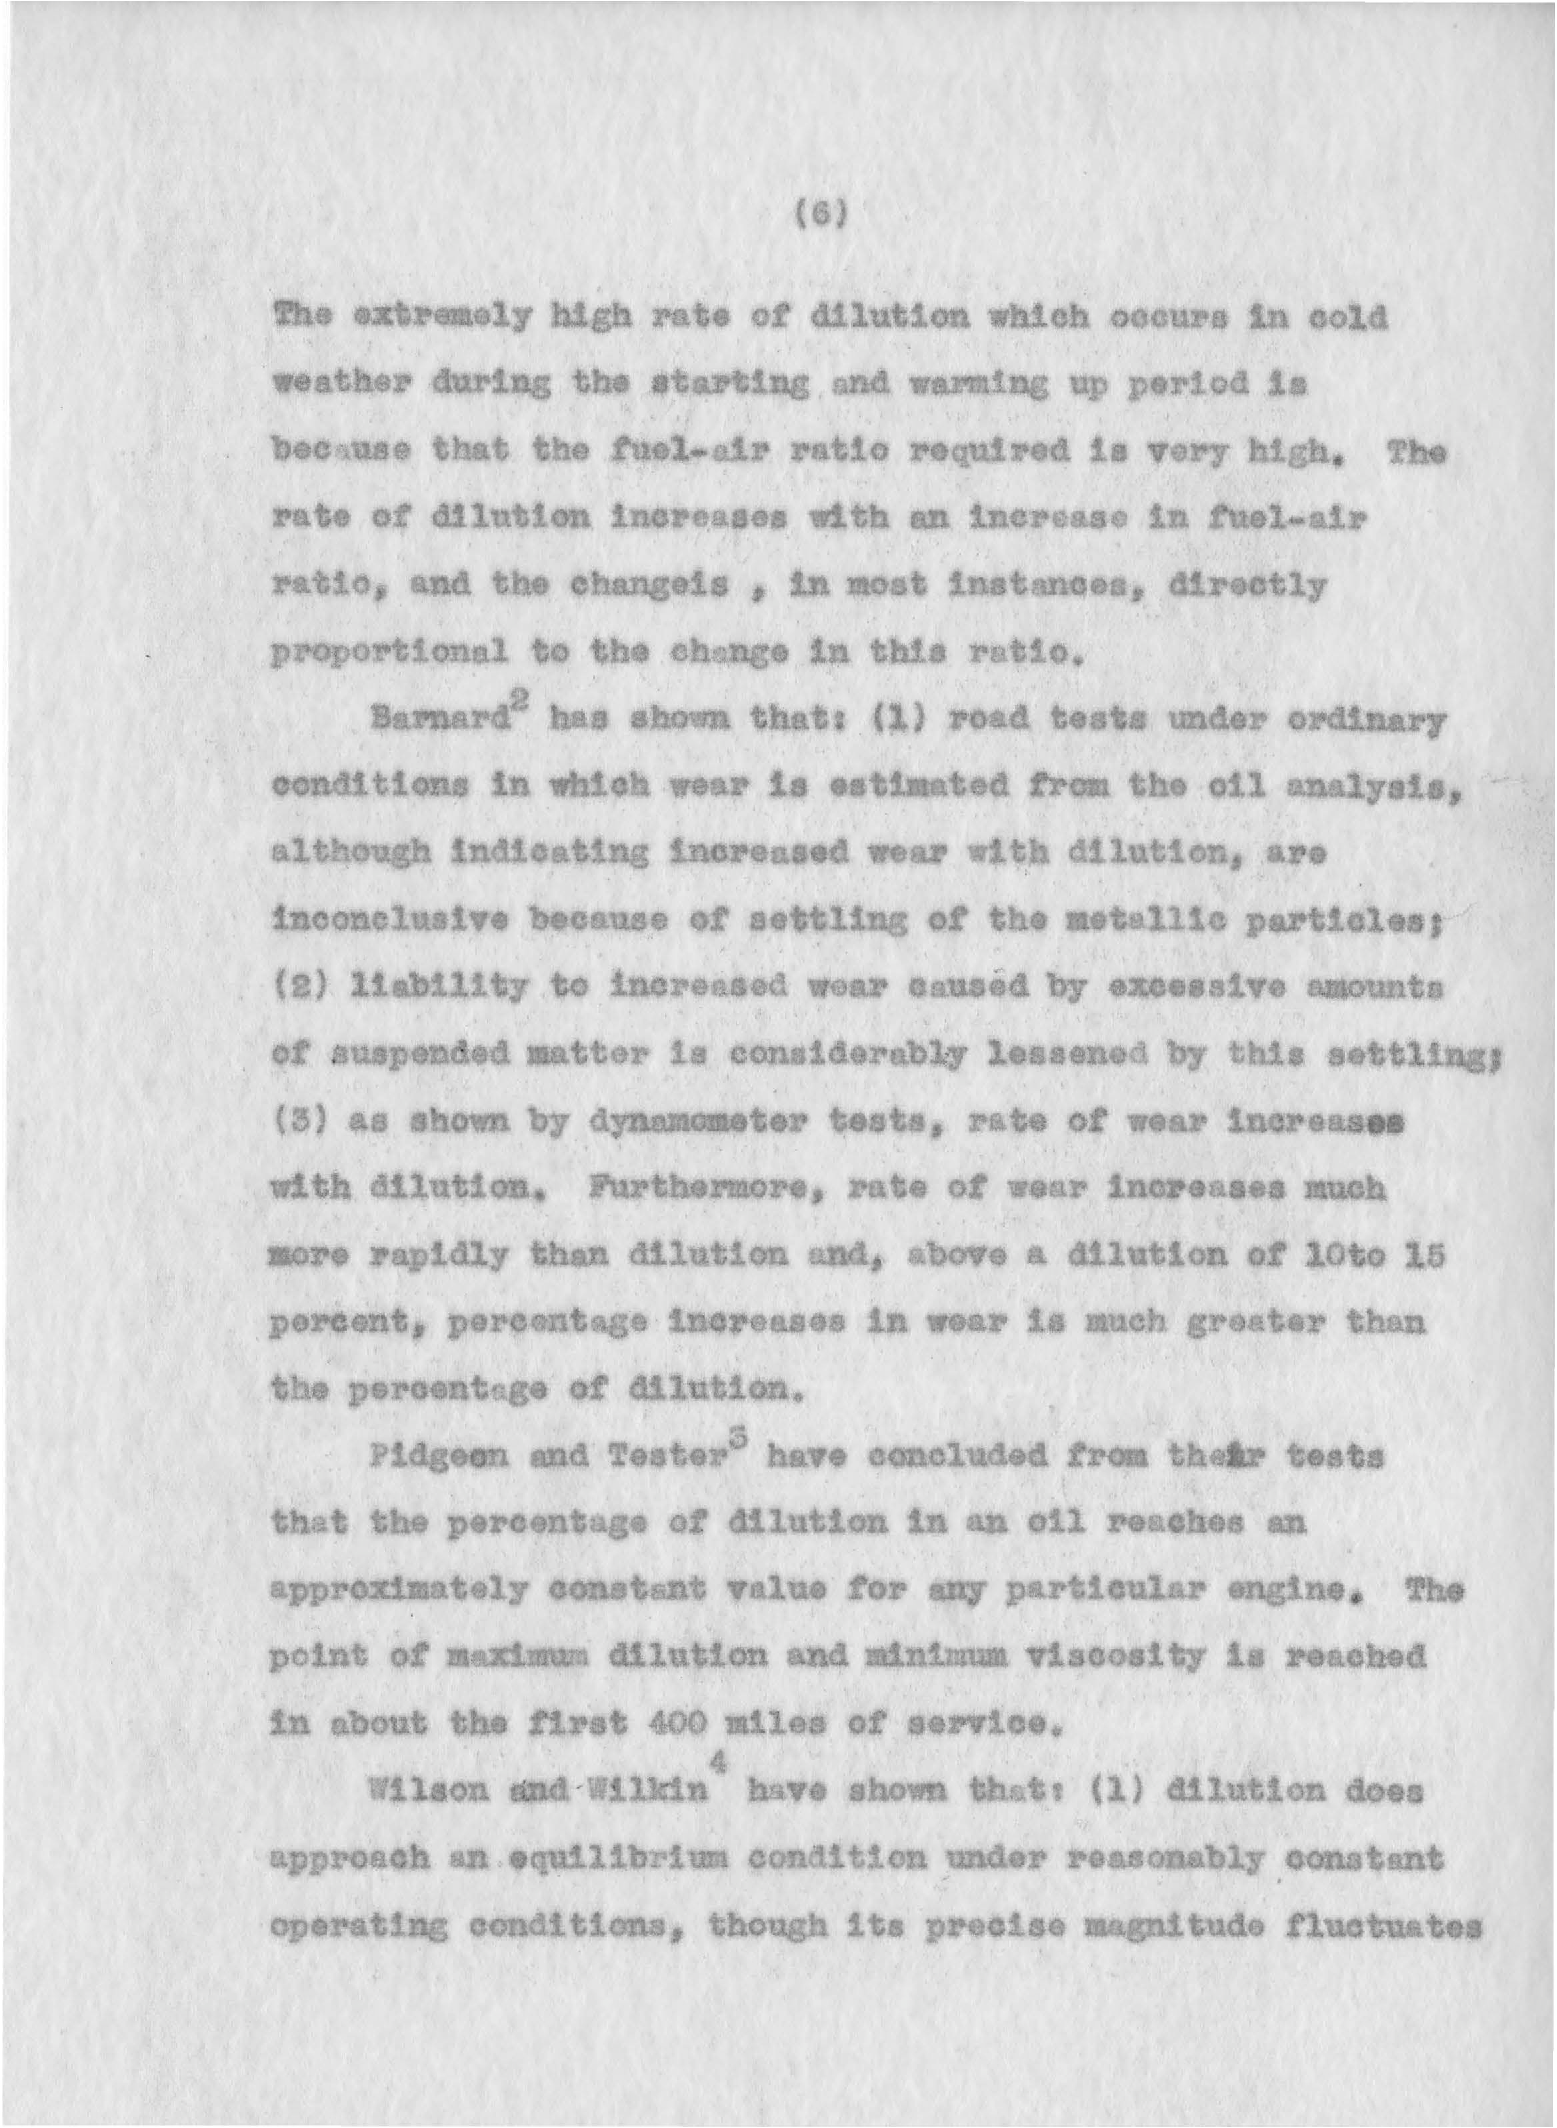 (6)
The extremely high rate of dilution which occurs in cold
weather during the starting and warming up period is
because that the fuel-air ratio required is very high. The
rate of dilution increases with an increase in fuel-air
ratio, and the changeis , in most instances, directly
proportional to the change in this ratio.
Barnard2 has shown that: (1) road tests under ordinary
conditions in which wear is estimated from the oil analysis,
although indicating increased wear with dilution, are
inconclusive because of settling of the metallic particles;
(2) liability to increased wear caused by excessive amounts
of suspended matter is considerably lessened by this settling;
(3) as shown by dynamometer tests, rate of wear increases
with dilution. Furthermore, rate of wear increases much
more rapidly than dilution and, above a dilution of 10to 15
percent, percentage increases in wear is much greater than
the percentage of dilution.
Pidgeon and Tester3 have concluded from their tests
that the percentage of dilution in an oil reaches an
approximately constant value for any particular engine. The
point of maximum dilution and minimum viscosity is reached
in about the first 400 miles of service.
Wilson and Wilkin4 have shown that: (1) dilution does
approach an equilibrium condition under reasonably constant
operating conditions, though its precise magnitude fluctuates